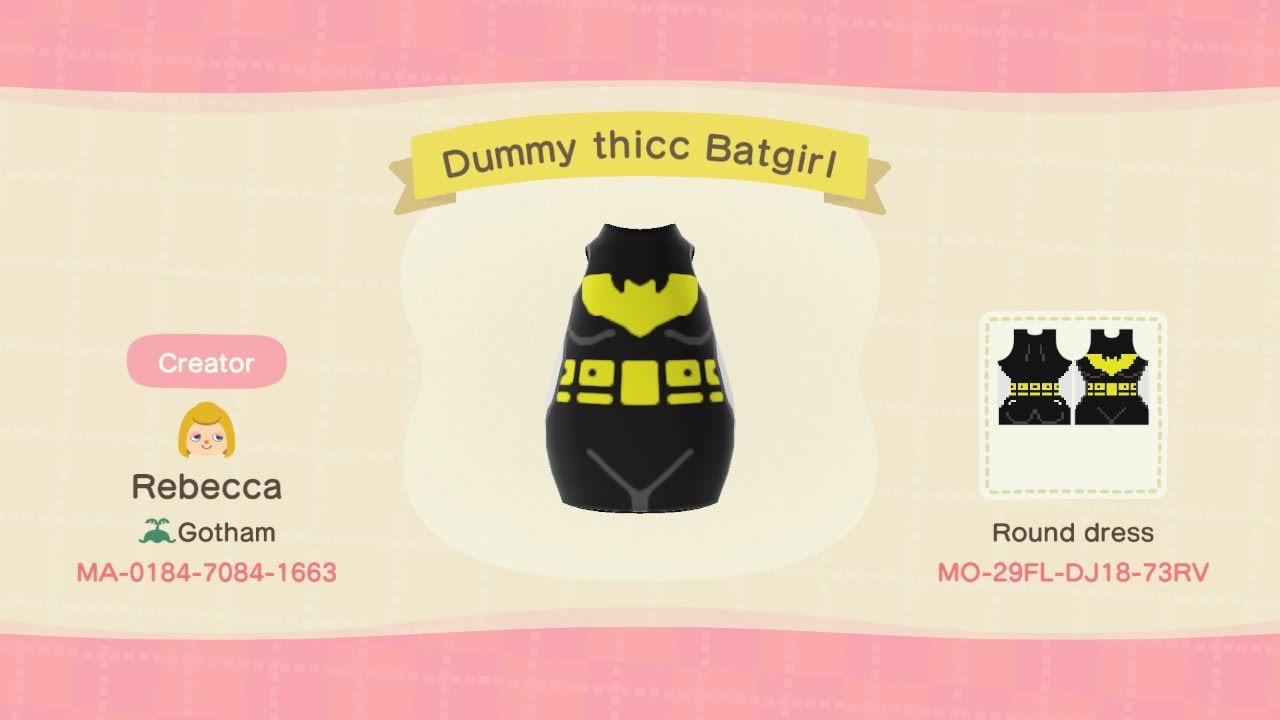 Dummy thicc Batgirl
Creator
Rebecca
Gotham
MA-0184-7084-1663
Round dress
MO-29FL-DJ18-73RV